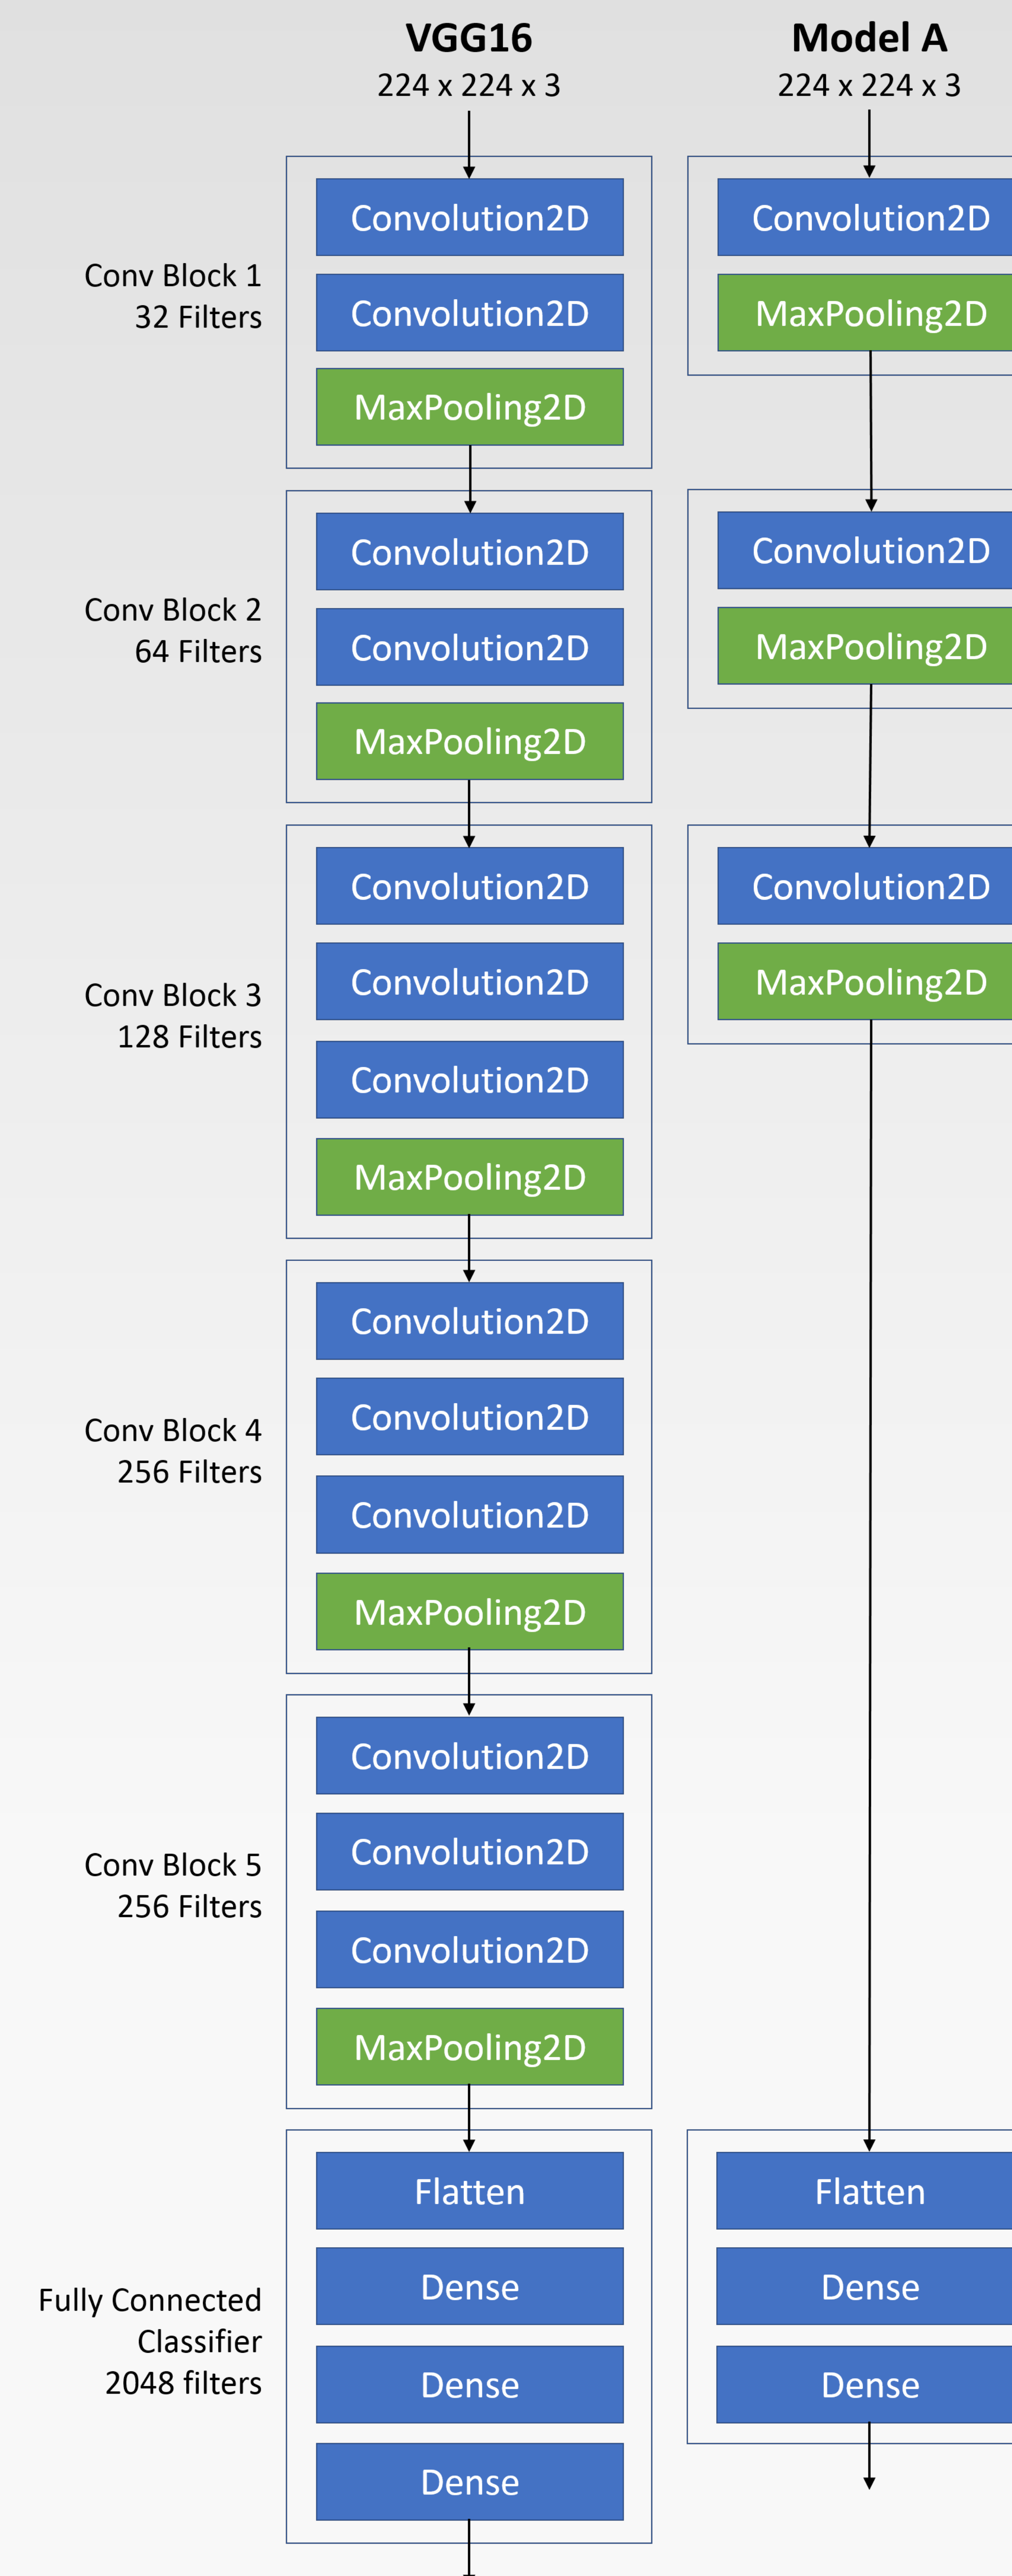 VGG16
224 x 224 x 3
Conv Block 1
32 Filters
Convolution2D
Convolution2D
MaxPooling2D
Conv Block 2
64 Filters
Convolution2D
Convolution2D
MaxPooling2D
Conv Block 3
128 Filters
Convolution2D
Convolution2D
Convolution2D
MaxPooling2D
Conv Block 4
256 Filters
Convolution2D
Convolution2D
Convolution2D
MaxPooling2D
Conv Block 5
256 Filters
Convolution2D
Convolution2D
Convolution2D
MaxPooling2D
Fully Connected
Classifier
2048 filters
Flatten
Dense
Dense
Dense
Model A
224 x 224 x 3
Convolution2D
MaxPooling2D
Convolution2D
MaxPooling2D
Convolution2D
MaxPooling2D
Flatten
Dense
Dense